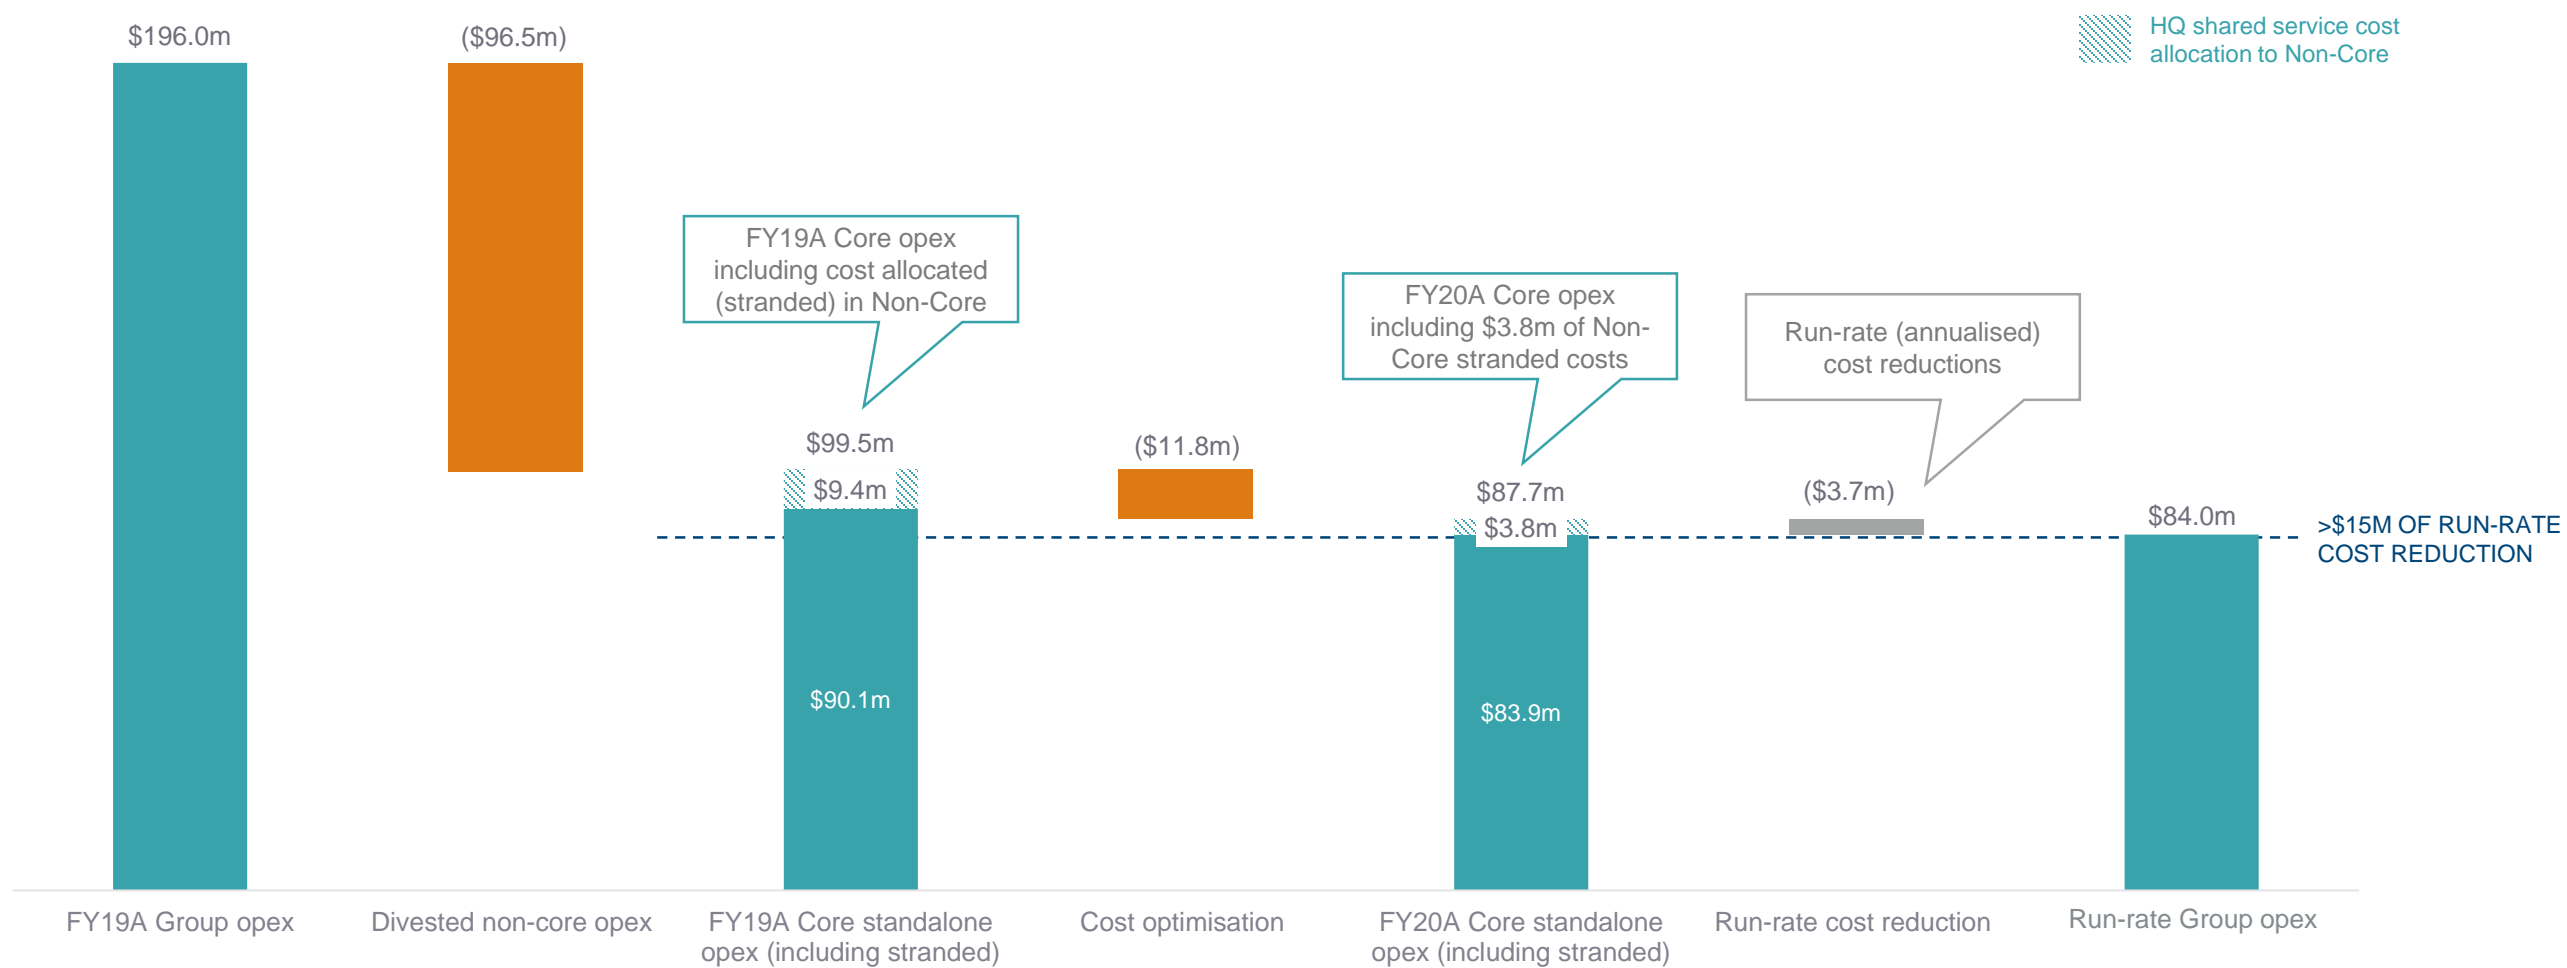 $196.0m
($96.5m)
HQ shared service cost
allocation to Non-Core
FY19A Core opex
including cost allocated
(stranded) in Non-Core
FY20A Core opex
including $3.8m of Non-
Core stranded costs
Run-rate (annualised)
cost reductions
$99.5m
$9.4m
$90.1m
($11.8m)
$87.7m
$3.8m
$83.9m
($3.7m)
$84.0m
>$15M OF RUN-RATE
COST REDUCTION
FY19A Group opex
Divested non-core opex
FY19A Core standalone
opex (including stranded)
Cost optimisation
FY20A Core standalone
opex (including stranded)
Run-rate cost reduction
Run-rate Group opex